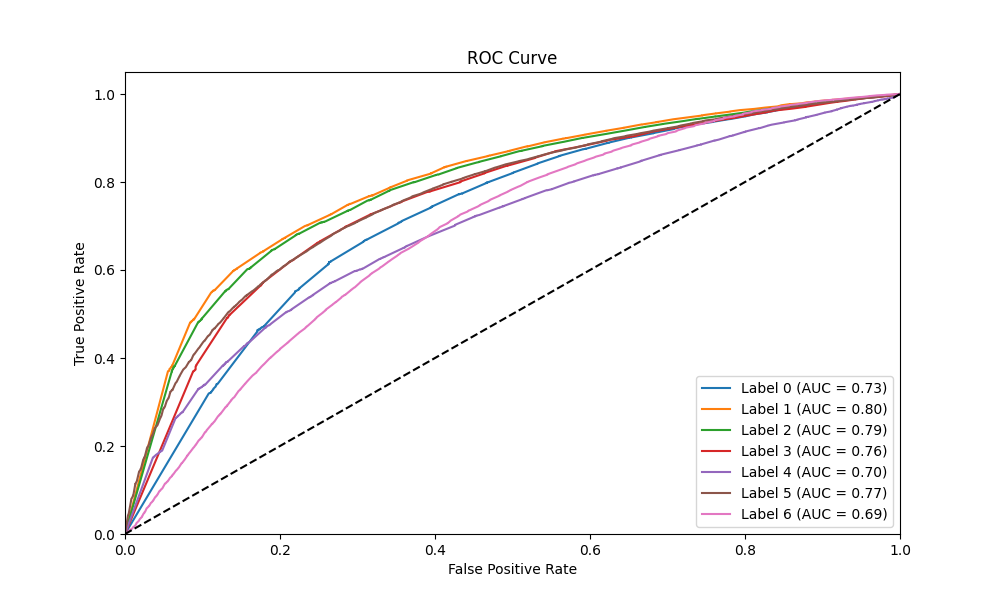 ROC Curve
True Positive Rate
1.0
0.8
0.6
0.4
0.2
0.0
0.0 0.2 0.4 0.6 0.8 1.0
False Positive Rate
Label 0 (AUC = 0.73)
Label 1 (AUC = 0.80)
Label 2 (AUC = 0.79)
Label 3 (AUC = 0.76)
Label 4 (AUC = 0.70)
Label 5 (AUC = 0.77)
Label 6 (AUC = 0.69)